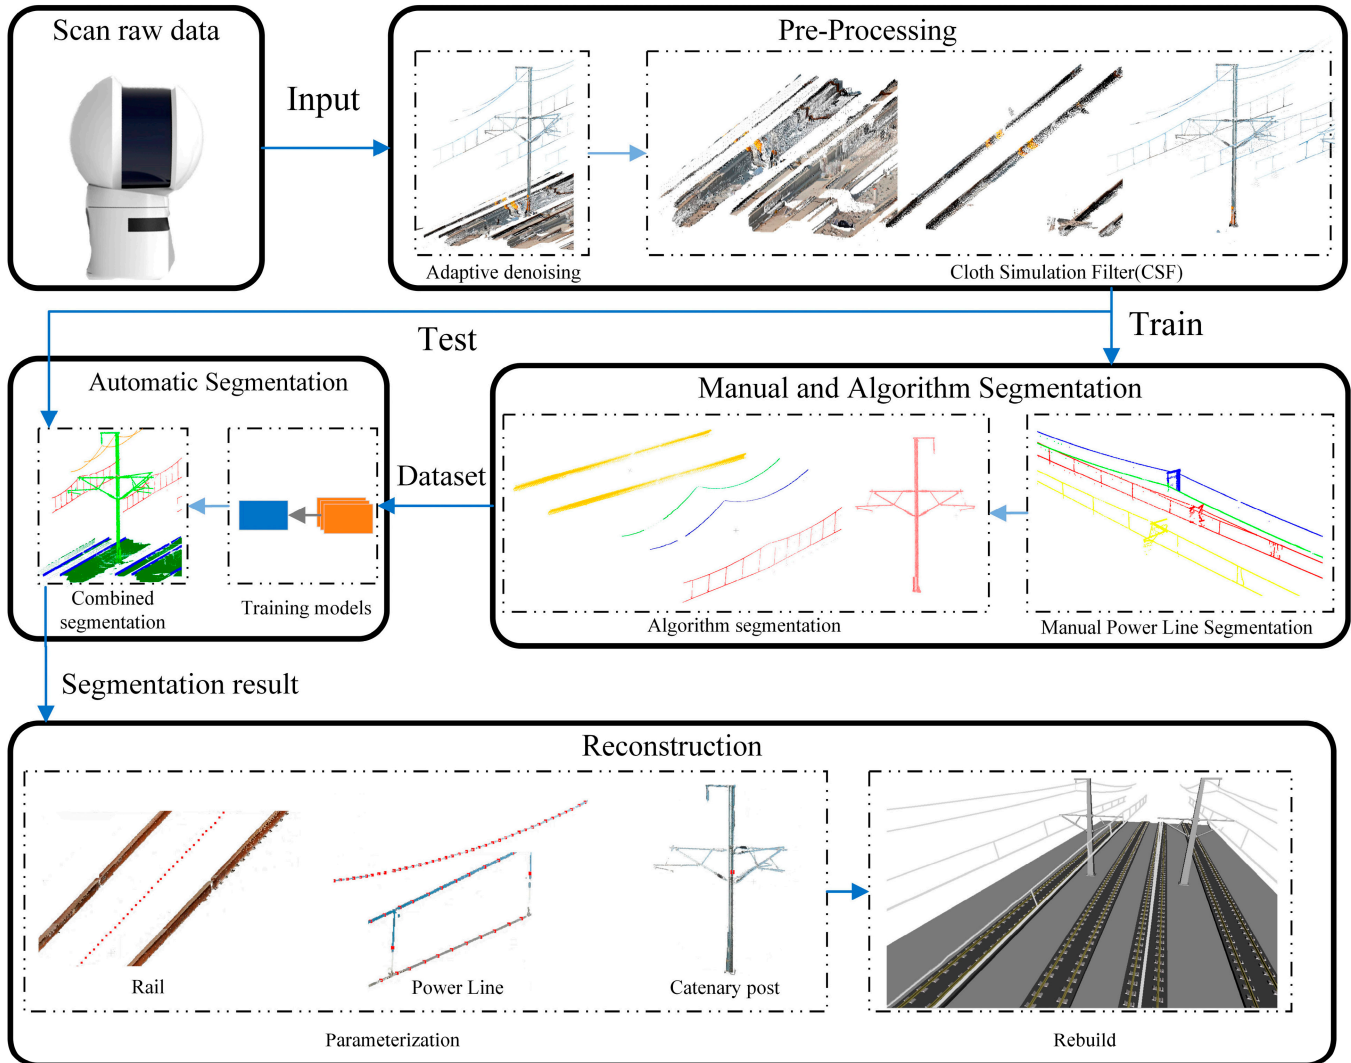 Scan raw data
Input
Pre-Processing
Adaptive denoising
Cloth Simulation Filter(CSF)
Test
Train
Automatic Segmentation
Combined
segmentation
Training models
Dataset
Manual and Algorithm Segmentation
Algorithm segmentation
Manual Power Line Segmentation
Segmentation result
Reconstruction
Rail
Power Line
Catenary post
Parameterization
Rebuild